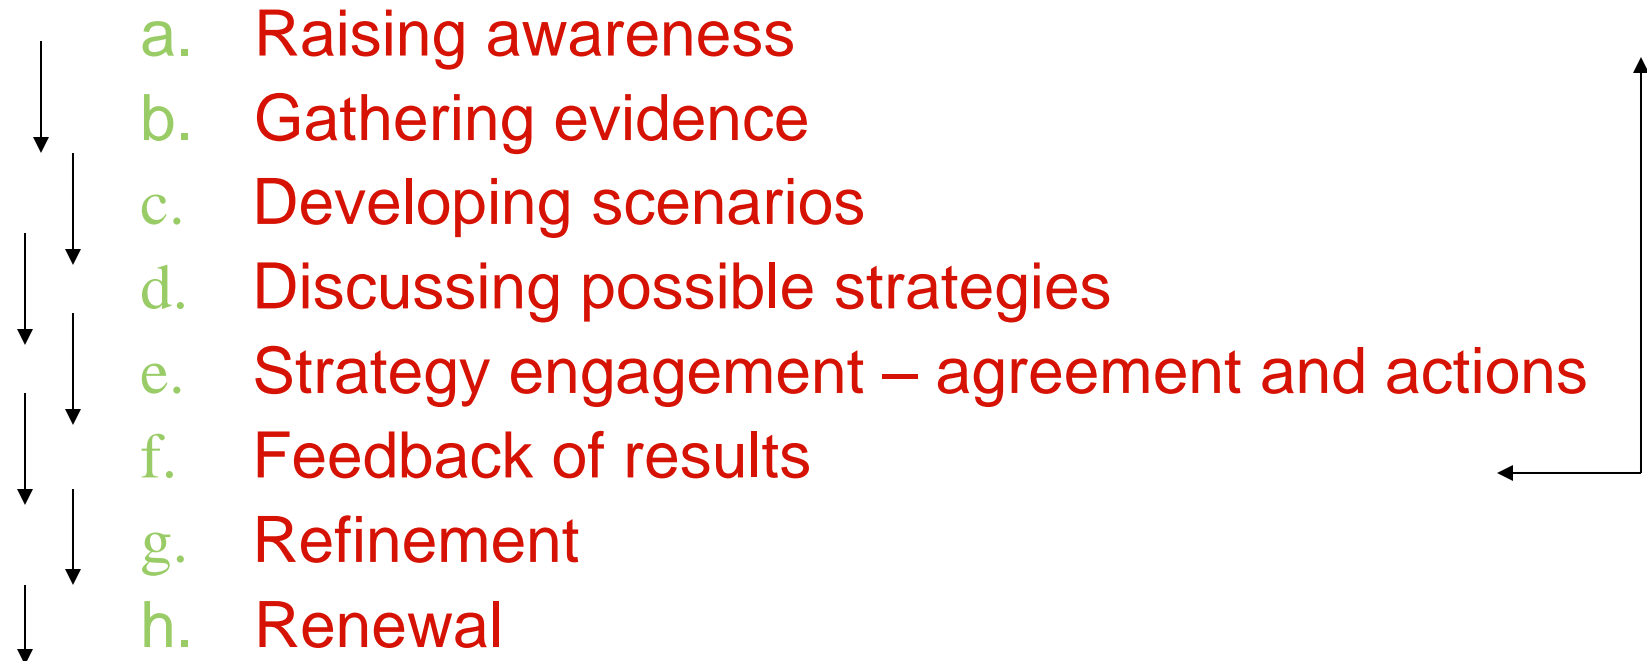 a. Raising awareness
b. Gathering evidence
c. Developing scenarios
d. Discussing possible strategies
e. Strategy engagement – agreement and actions
f. Feedback of results
g. Refinement
h. Renewal